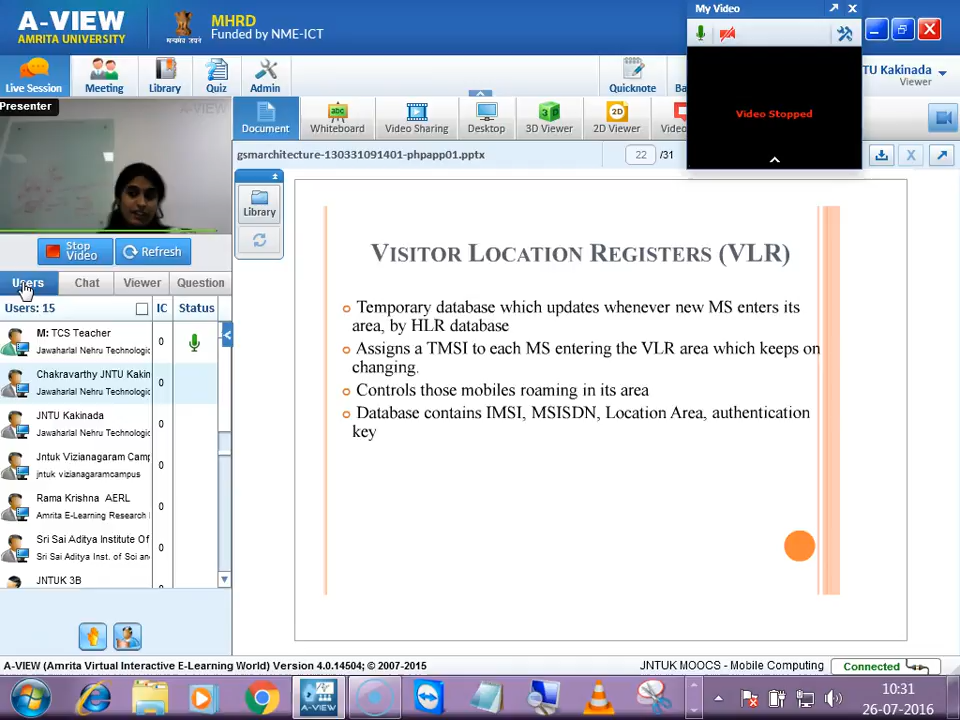 A-VIEW
AMRITA UNIVERSITY
MHRD
Funded by NME-ICT
My Video
Live Session
Meeting
Library
Quiz
Admin
Quicknote
TU Kakinada
Viewer
Presenter
A-VIEW
Document
Whiteboard
Video Sharing
Desktop
3D Viewer
2D Viewer
Video Stopped
gsmarchitecture-130331091401-phpapp01.pptx
22 /31
Library
Stop Video
Refresh
Users
Chat
Viewer
Question
Users: 15
IC
Status
M: TCS Teacher
Jawaharlal Nehru Technologic
0
Chakravarthy JNTU Kakin
Jawaharlal Nehru Technologic
0
JNTU Kakinada
Jawaharlal Nehru Technologic
0
Jntuk Vizianagaram Camp
jntuk vizianagaramcampus
0
Rama Krishna AERL
Amrita E-Learning Research
0
Sri Sai Aditya Institute Of
Sri Sai Aditya Inst. of Sci an
0
JNTUK 3B
VISITOR LOCATION REGISTERS (VLR)
Temporary database which updates whenever new MS enters its
area, by HLR database
Assigns a TMSI to each MS entering the VLR area which keeps on
changing.
Controls those mobiles roaming in its area
Database contains IMSI, MSISDN, Location Area, authentication
key
A-VIEW (Amrita Virtual Interactive E-Learning World) Version 4.0.14504; © 2007-2015
JNTUK MOOCS - Mobile Computing
Connected
A-VIEW
10:31
26-07-2016